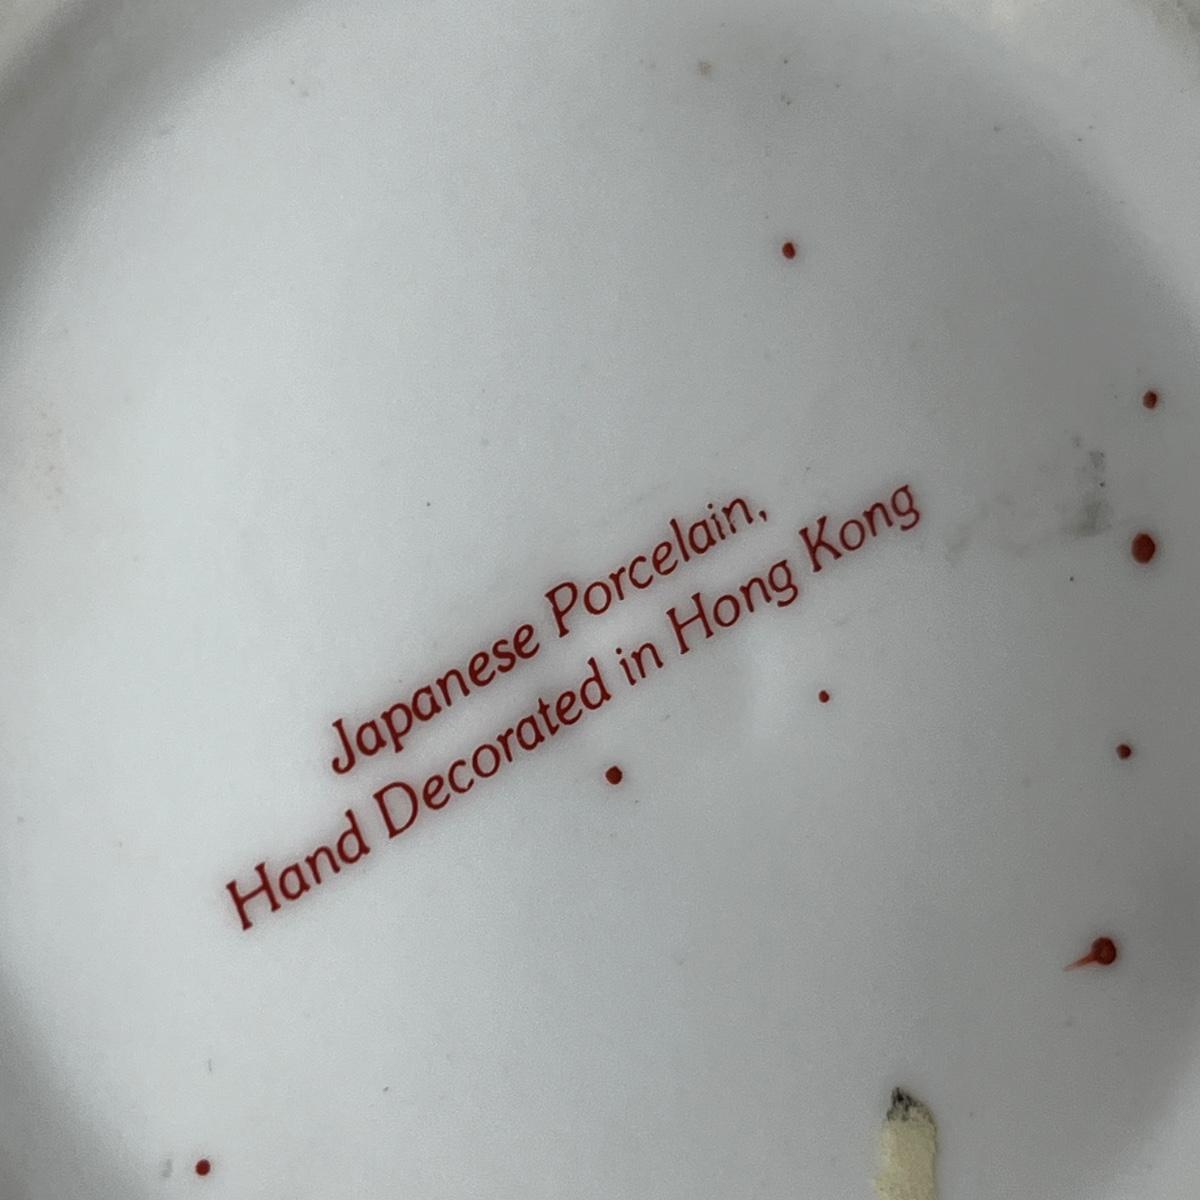 Japanese Porcelain,
Hand Decorated in Hong Kong